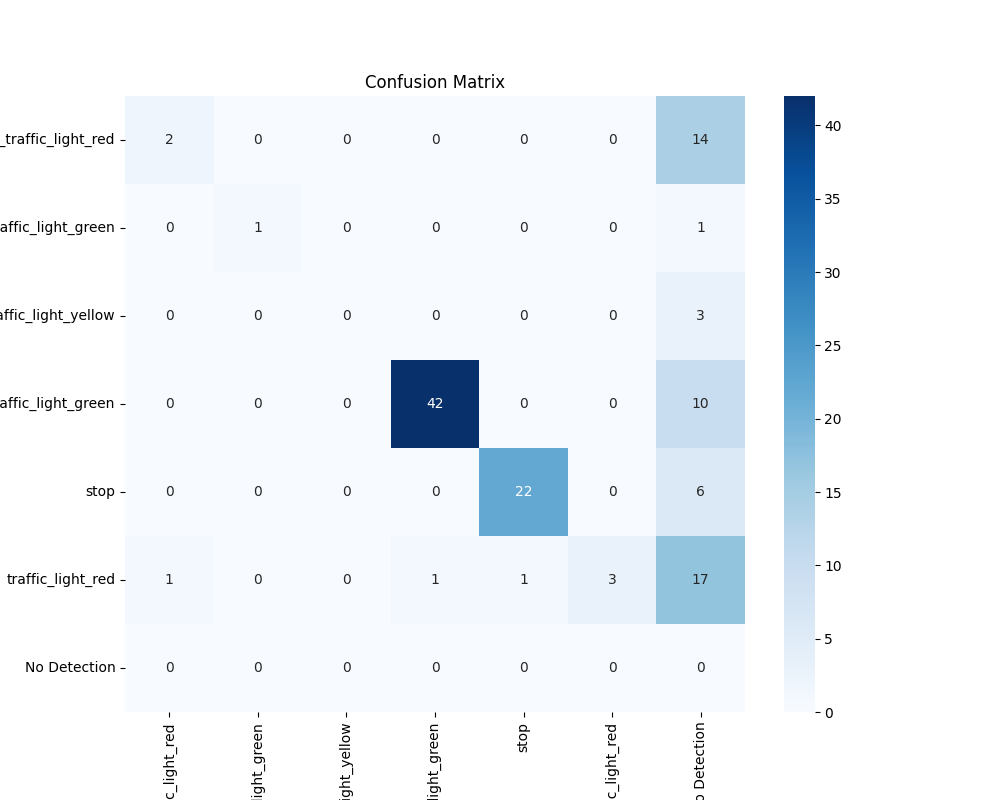 Confusion Matrix
_traffic_light_red
2 0 0 0 0 0 14
affic_light_green
0 1 0 0 0 0 1
affic_light_yellow
0 0 0 0 0 0 3
affic_light_green
0 0 0 42 0 0 10
stop
0 0 0 0 22 0 6
traffic_light_red
1 0 0 1 1 3 17
No Detection
0 0 0 0 0 0 0
c_light_red
light_green
ight_yellow
light_green
stop
c_light_red
o Detection
40
35
30
25
20
15
10
5
0